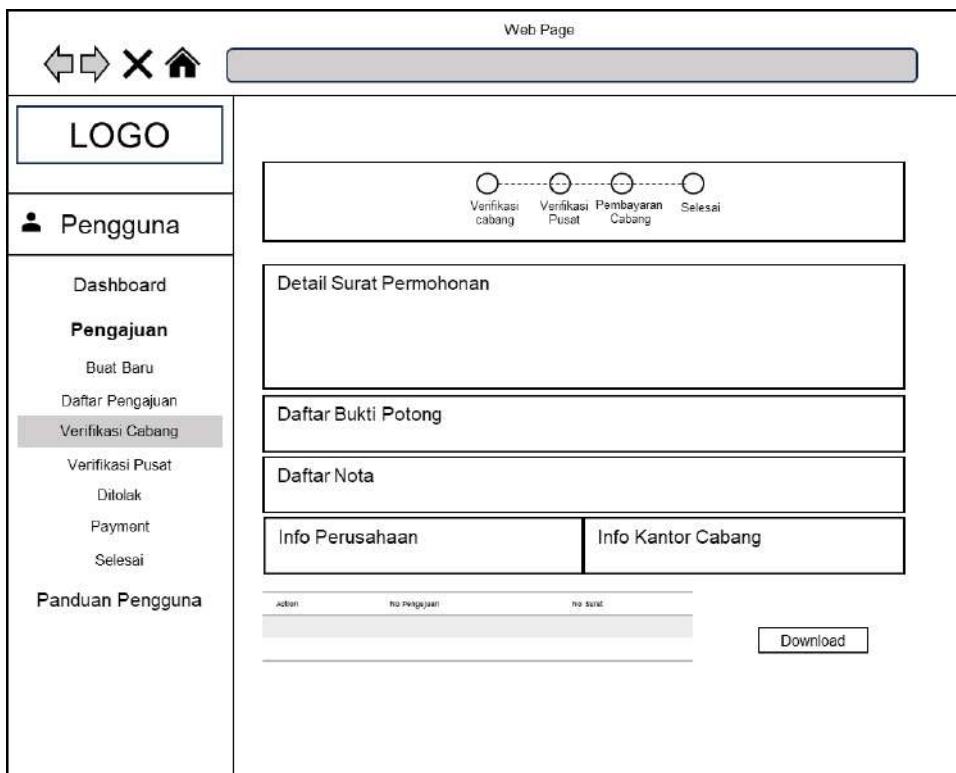 Web Page
LOGO
Pengguna
Dashboard
Pengajuan
Buat Baru
Daftar Pengajuan
Verifikasi Cabang
Verifikasi Pusat
Ditolak
Payment
Selesai
Panduan Pengguna
Verifikasi cabang
Verifikasi Pusat
Pembayaran Cabang
Selesai
Detail Surat Permohonan
Daftar Bukti Potong
Daftar Nota
Info Perusahaan
Info Kantor Cabang
Action No Pengajuan No Surat
Download